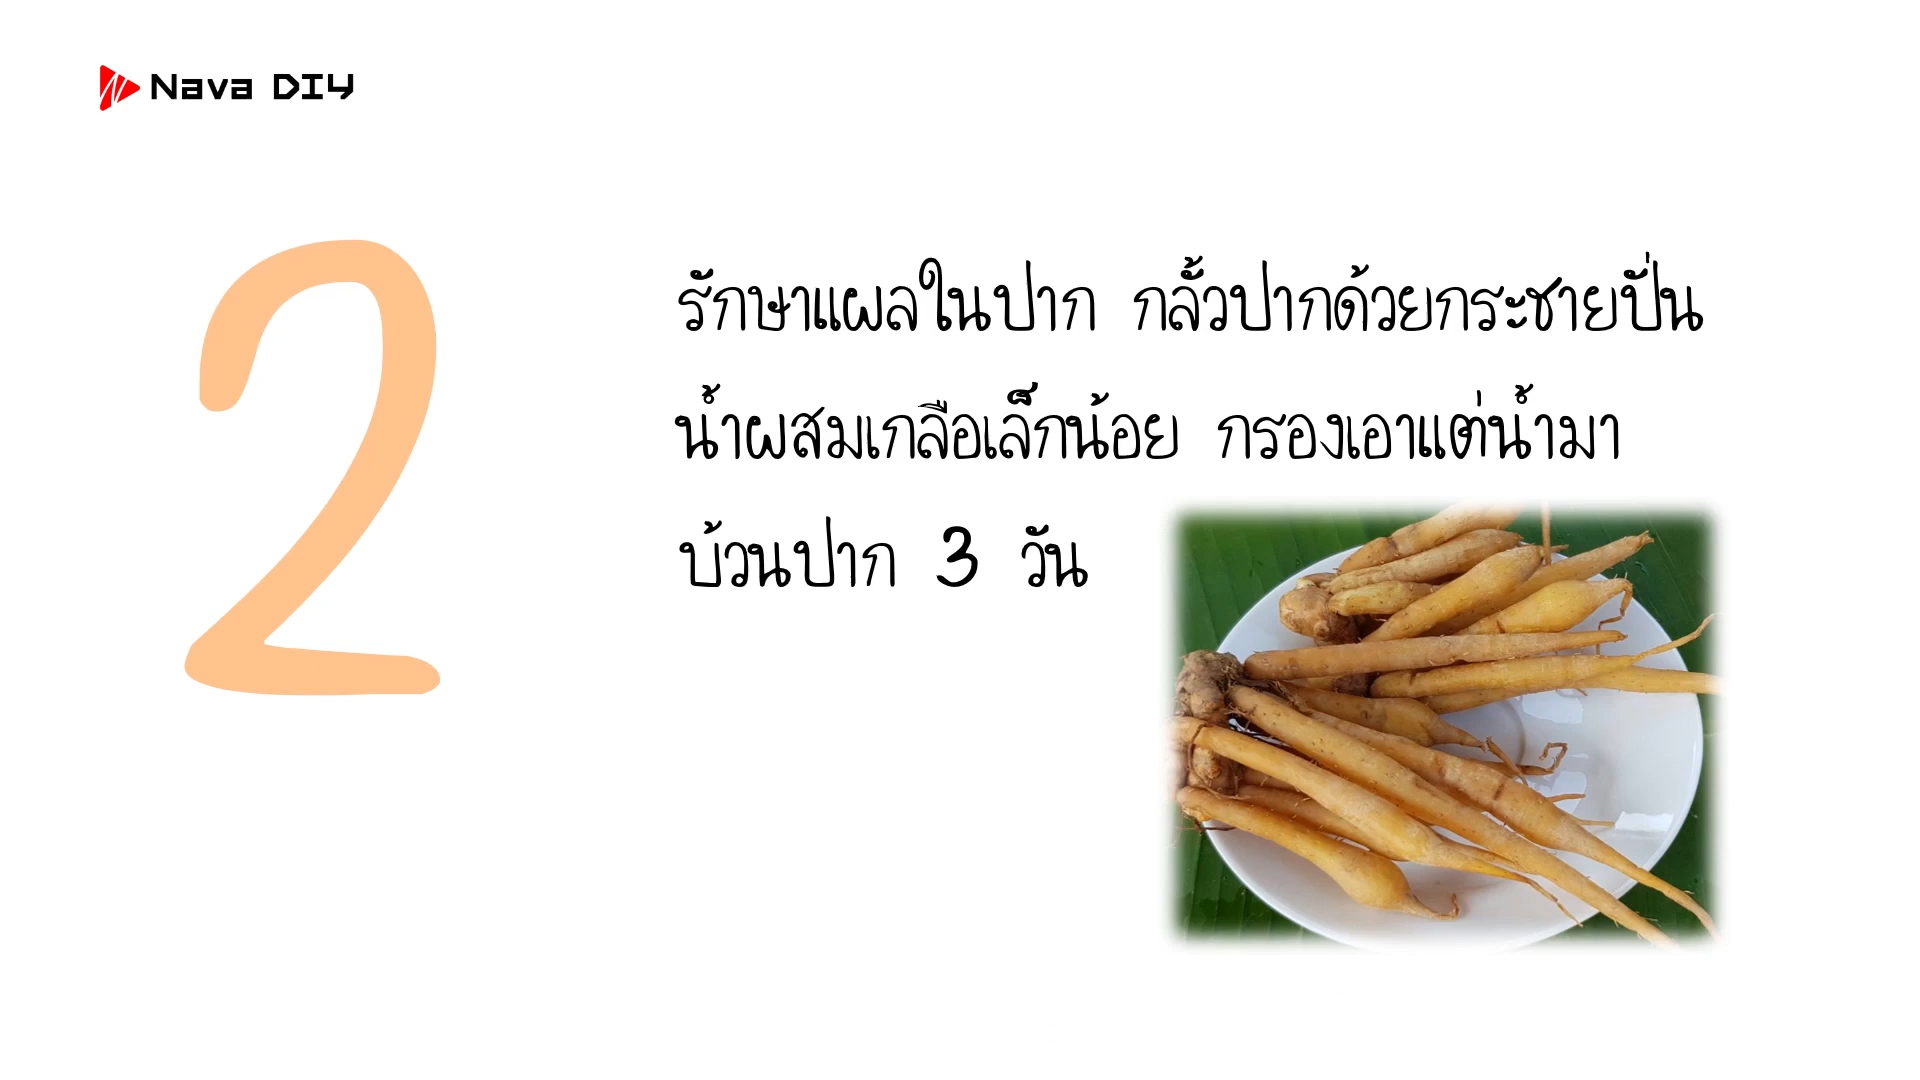 Nava DIY
2
รักษาแผลในปาก กลั้วปากด้วยกระชายปั่น
น้ำผสมเกลือเล็กน้อย กรองเอาแต่น้ำมา
บ้วนปาก 3 วัน